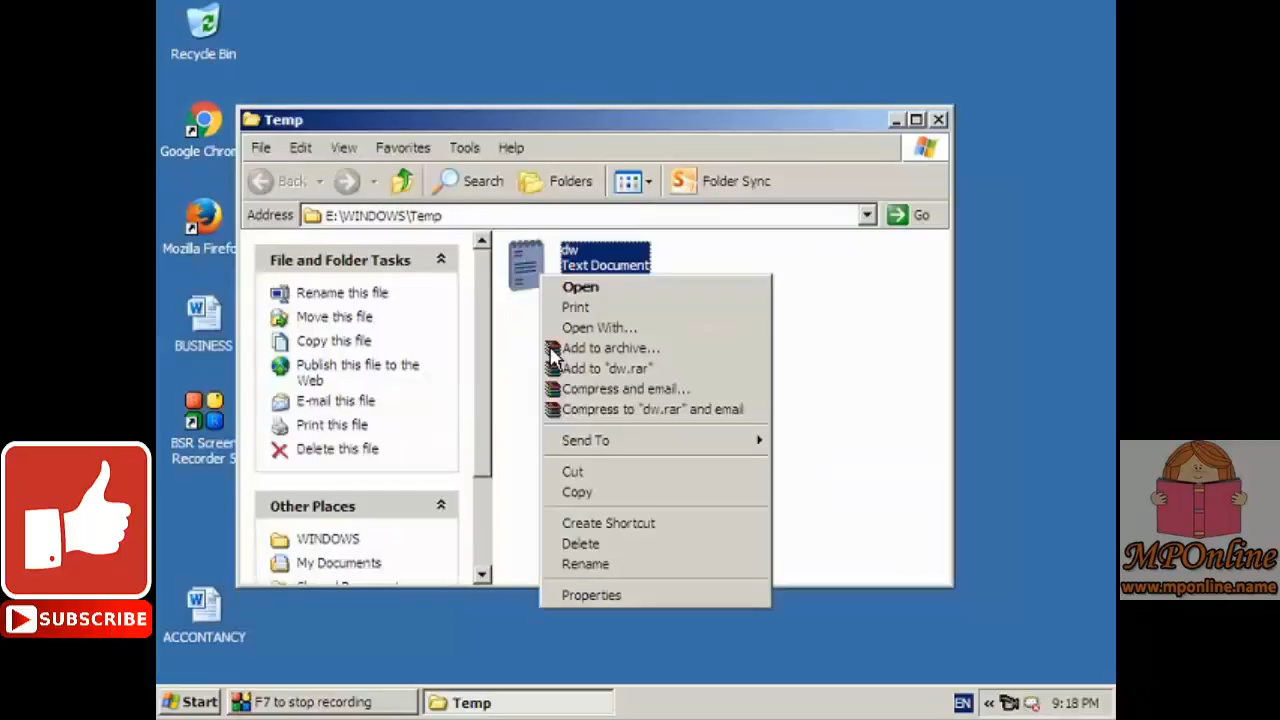 Recycle Bin
Google Chron
Mozilla Firefo
BUSINESS
BSR Screen
Recorder 5
ACCONTANCY
Temp
File Edit View Favorites Tools Help
Back Search Folders Folder Sync
Address E:\WINDOWS\Temp Go
File and Folder Tasks
Rename this file
Move this file
Copy this file
Publish this file to the
Web
E-mail this file
Print this file
Delete this file
Other Places
WINDOWS
My Documents
dw
Text Document
Open
Print
Open With...
Add to archive...
Add to "dw.rar"
Compress and email...
Compress to "dw.rar" and email
Send To
Cut
Copy
Create Shortcut
Delete
Rename
Properties
SUBSCRIBE
MPOnline
www.mponline.name
Start F7 to stop recording Temp EN « 9:18 PM